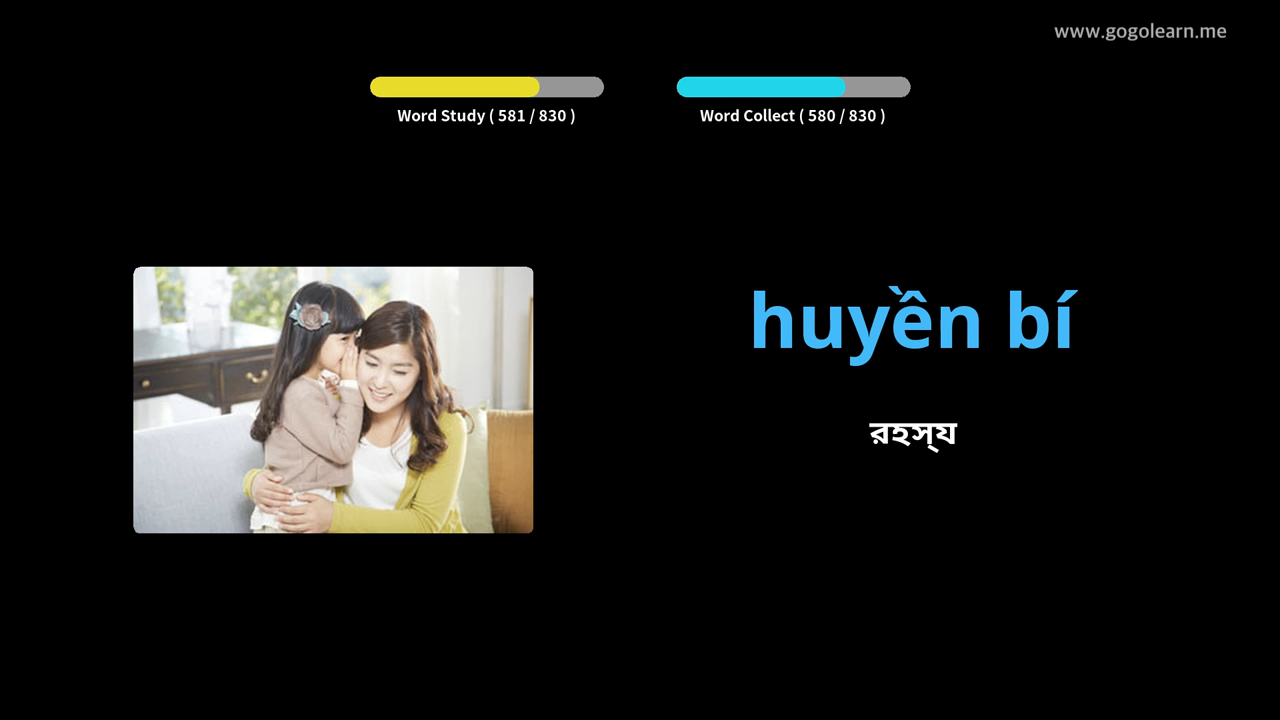 www.gogolearn.me
Word Study ( 581 / 830 )
Word Collect ( 580 / 830 )
huyền bí
রহস্য